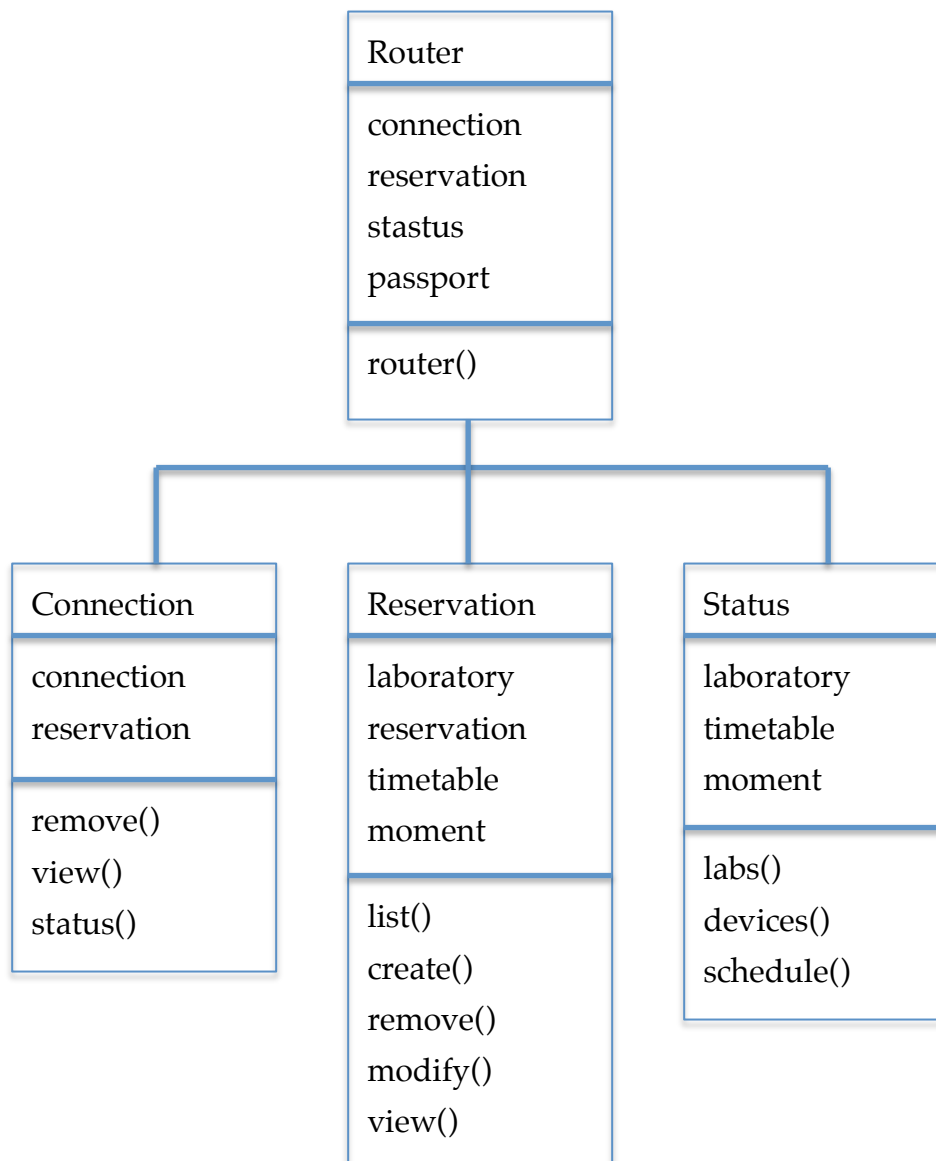 Router
connection
reservation
stastus
passport
router()
Connection
connection
reservation
remove()
view()
status()
Reservation
laboratory
reservation
timetable
moment
list()
create()
remove()
modify()
view()
Status
laboratory
timetable
moment
labs()
devices()
schedule()